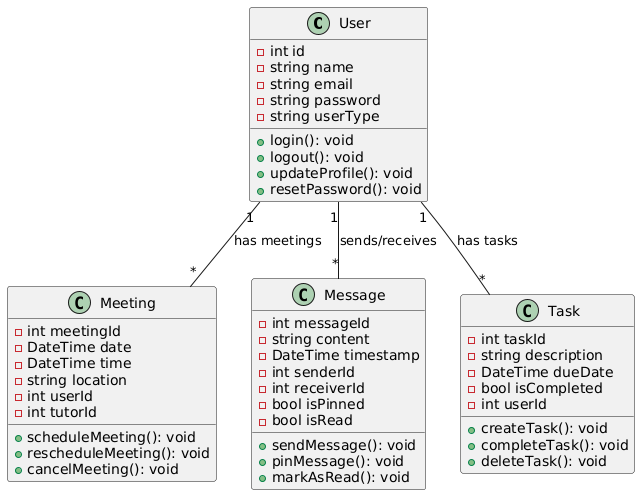 C User
int id
string name
string email
string password
string userType
login(): void
logout(): void
updateProfile(): void
resetPassword(): void
1
1
1
has meetings
sends/receives
has tasks
*
*
*
C Meeting
int meetingId
DateTime date
DateTime time
string location
int userId
int tutorId
scheduleMeeting(): void
rescheduleMeeting(): void
cancelMeeting(): void
C Message
int messageId
string content
DateTime timestamp
int senderId
int receiverId
bool isPinned
bool isRead
sendMessage(): void
pinMessage(): void
markAsRead(): void
C Task
int taskId
string description
DateTime dueDate
bool isCompleted
int userId
createTask(): void
completeTask(): void
deleteTask(): void